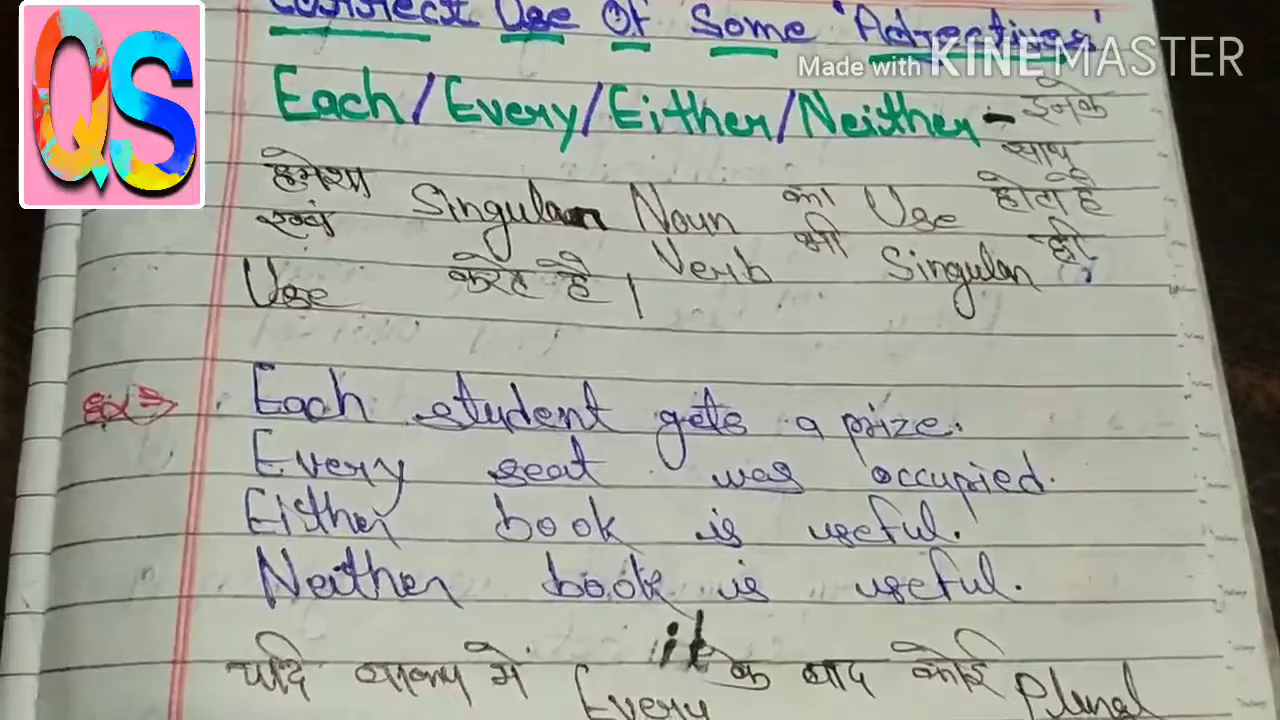 QS
Correct Use Of Some 'Adjectives'
Made with KINEMASTER
Each/Every/Either/Neither - इनके साथ
हमेशा Singular Noun का Use होता है
एवं Verb भी Singular ही
Use करते है।
Ex ⇒ Each student gets a prize.
Every seat was occupied.
Either book is useful.
Neither book is useful.
यदि वाक्य में Every it के बाद कोई Plural